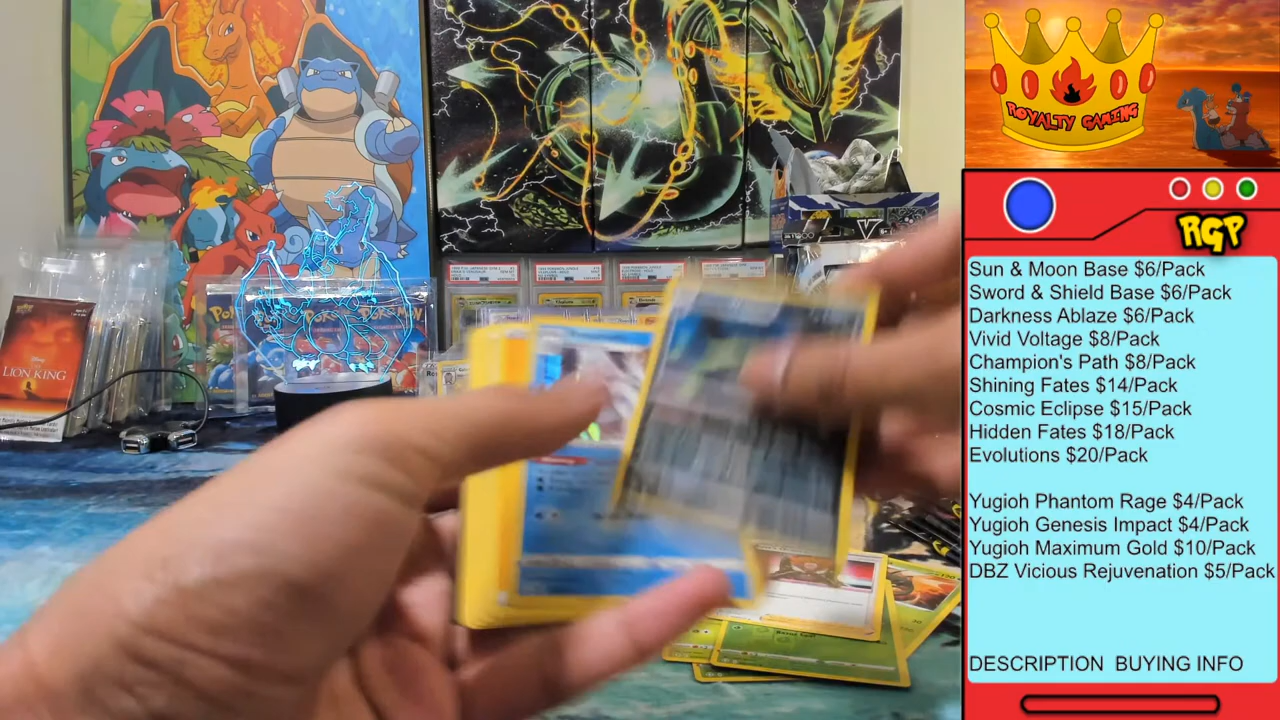 ROYALTY GAMING
RGP
Sun & Moon Base $6/Pack
Sword & Shield Base $6/Pack
Darkness Ablaze $6/Pack
Vivid Voltage $8/Pack
Champion's Path $8/Pack
Shining Fates $14/Pack
Cosmic Eclipse $15/Pack
Hidden Fates $18/Pack
Evolutions $20/Pack
Yugioh Phantom Rage $4/Pack
Yugioh Genesis Impact $4/Pack
Yugioh Maximum Gold $10/Pack
DBZ Vicious Rejuvenation $5/Pack
DESCRIPTION BUYING INFO
Disney
THE
LION KING